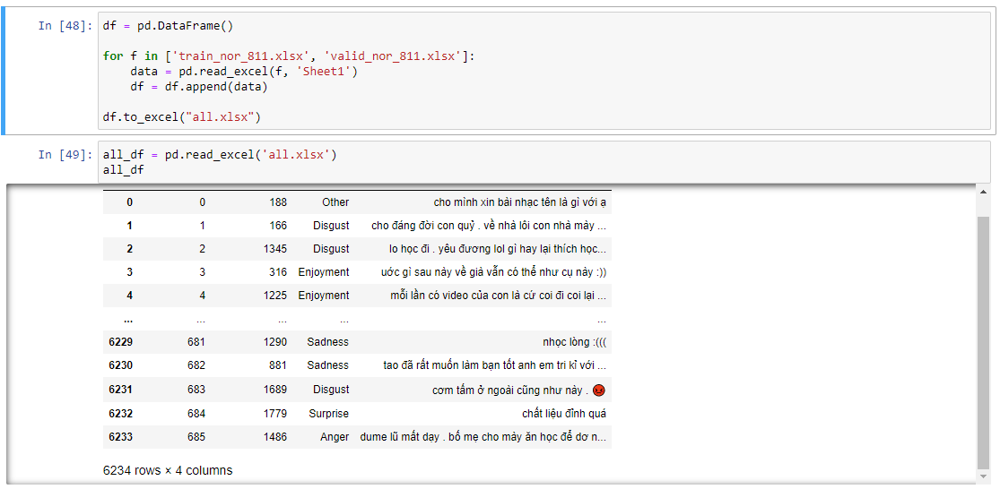 In [48]: df = pd.DataFrame()
for f in ['train_nor_811.xlsx', 'valid_nor_811.xlsx']:
    data = pd.read_excel(f, 'Sheet1')
    df = df.append(data)
df.to_excel("all.xlsx")
In [49]: all_df = pd.read_excel('all.xlsx')
all_df
0 0 188 Other cho mình xin bài nhạc tên là gì với ạ
1 1 166 Disgust cho đáng đời con quỷ . về nhà lôi con nhà mày ...
2 2 1345 Disgust lo học đi . yêu đương lol gì hay lại thích học...
3 3 316 Enjoyment uớc gì sau này về già vẫn có thể như cụ này :))
4 4 1225 Enjoyment mỗi lần có video của con là cứ coi đi coi lại ...
... ... ... ... ...
6229 681 1290 Sadness nhọc lòng :(((
6230 682 881 Sadness tao đã rất muốn làm bạn tốt anh em tri kỉ với ...
6231 683 1689 Disgust cơm tấm ở ngoài cũng như này . 😡
6232 684 1779 Surprise chất liệu đỉnh quá
6233 685 1486 Anger dume lũ mất dạy . bố mẹ cho mày ăn học để dơ n...
6234 rows × 4 columns